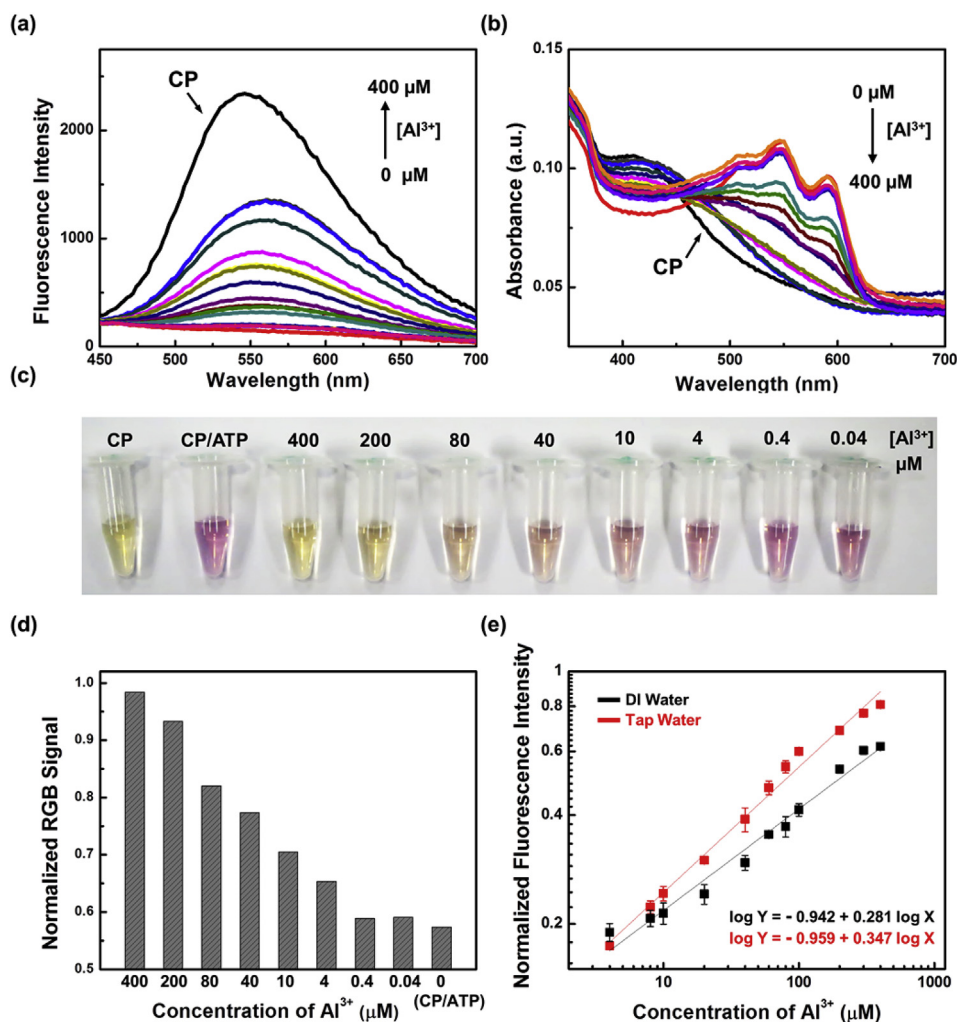 (a)
CP
400 µM
[Al³⁺]
0 µM
2000
1000
0
450 500 550 600 650 700
Fluorescence Intensity
Wavelength (nm)
(b)
0.15
0.10
0.05
0 µM
[Al³⁺]
400 µM
CP
400 500 600 700
Absorbance (a.u.)
Wavelength (nm)
(c)
CP CP/ATP 400 200 80 40 10 4 0.4 0.04 [Al³⁺]
µM
(d)
1.0
0.9
0.8
0.7
0.6
0.5
Normalized RGB Signal
400 200 80 40 10 4 0.4 0.04 0
(CP/ATP)
Concentration of Al³⁺ (µM)
(e)
1
0.8
0.6
0.4
0.2
Normalized Fluorescence Intensity
DI Water
Tap Water
log Y = - 0.942 + 0.281 log X
log Y = - 0.959 + 0.347 log X
10 100 1000
Concentration of Al³⁺ (µM)